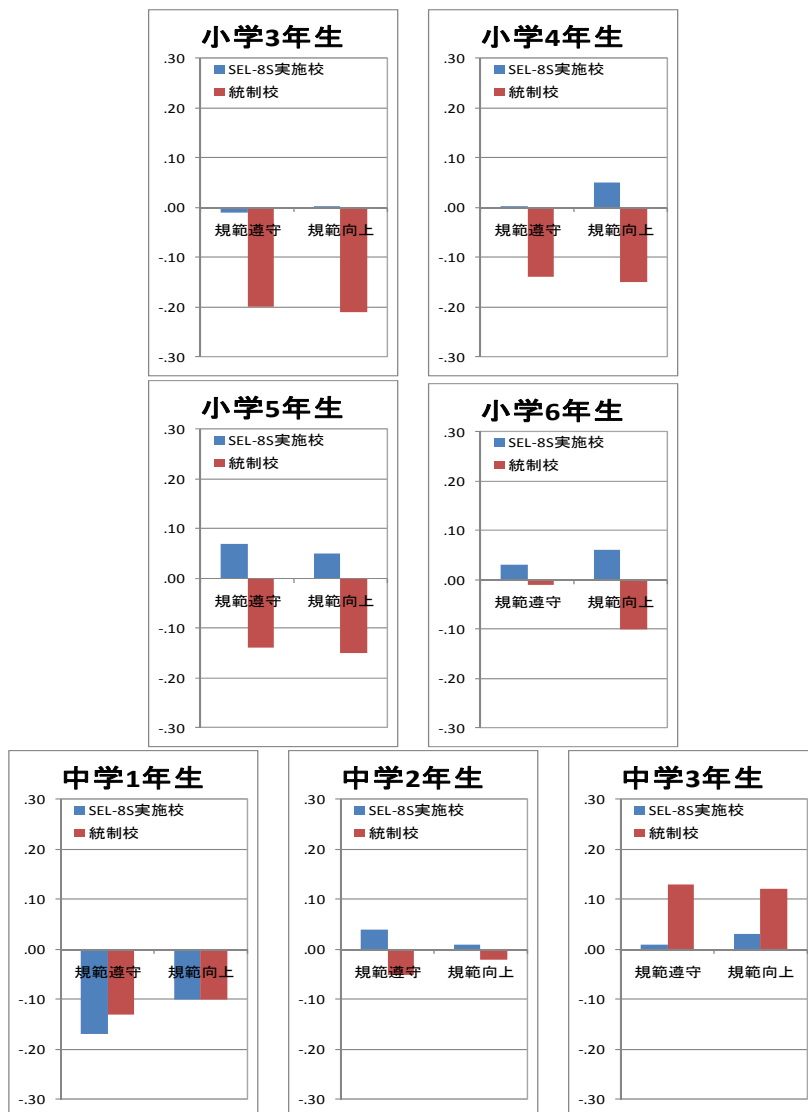 小学3年生
SEL-8S実施校
統制校
.30
.20
.10
.00
-.10
-.20
-.30
規範遵守
規範向上
小学4年生
SEL-8S実施校
統制校
.30
.20
.10
.00
-.10
-.20
-.30
規範遵守
規範向上
小学5年生
SEL-8S実施校
統制校
.30
.20
.10
.00
-.10
-.20
-.30
規範遵守
規範向上
小学6年生
SEL-8S実施校
統制校
.30
.20
.10
.00
-.10
-.20
-.30
規範遵守
規範向上
中学1年生
SEL-8S実施校
統制校
.30
.20
.10
.00
-.10
-.20
-.30
規範遵守
規範向上
中学2年生
SEL-8S実施校
統制校
.30
.20
.10
.00
-.10
-.20
-.30
規範遵守
規範向上
中学3年生
SEL-8S実施校
統制校
.30
.20
.10
.00
-.10
-.20
-.30
規範遵守
規範向上